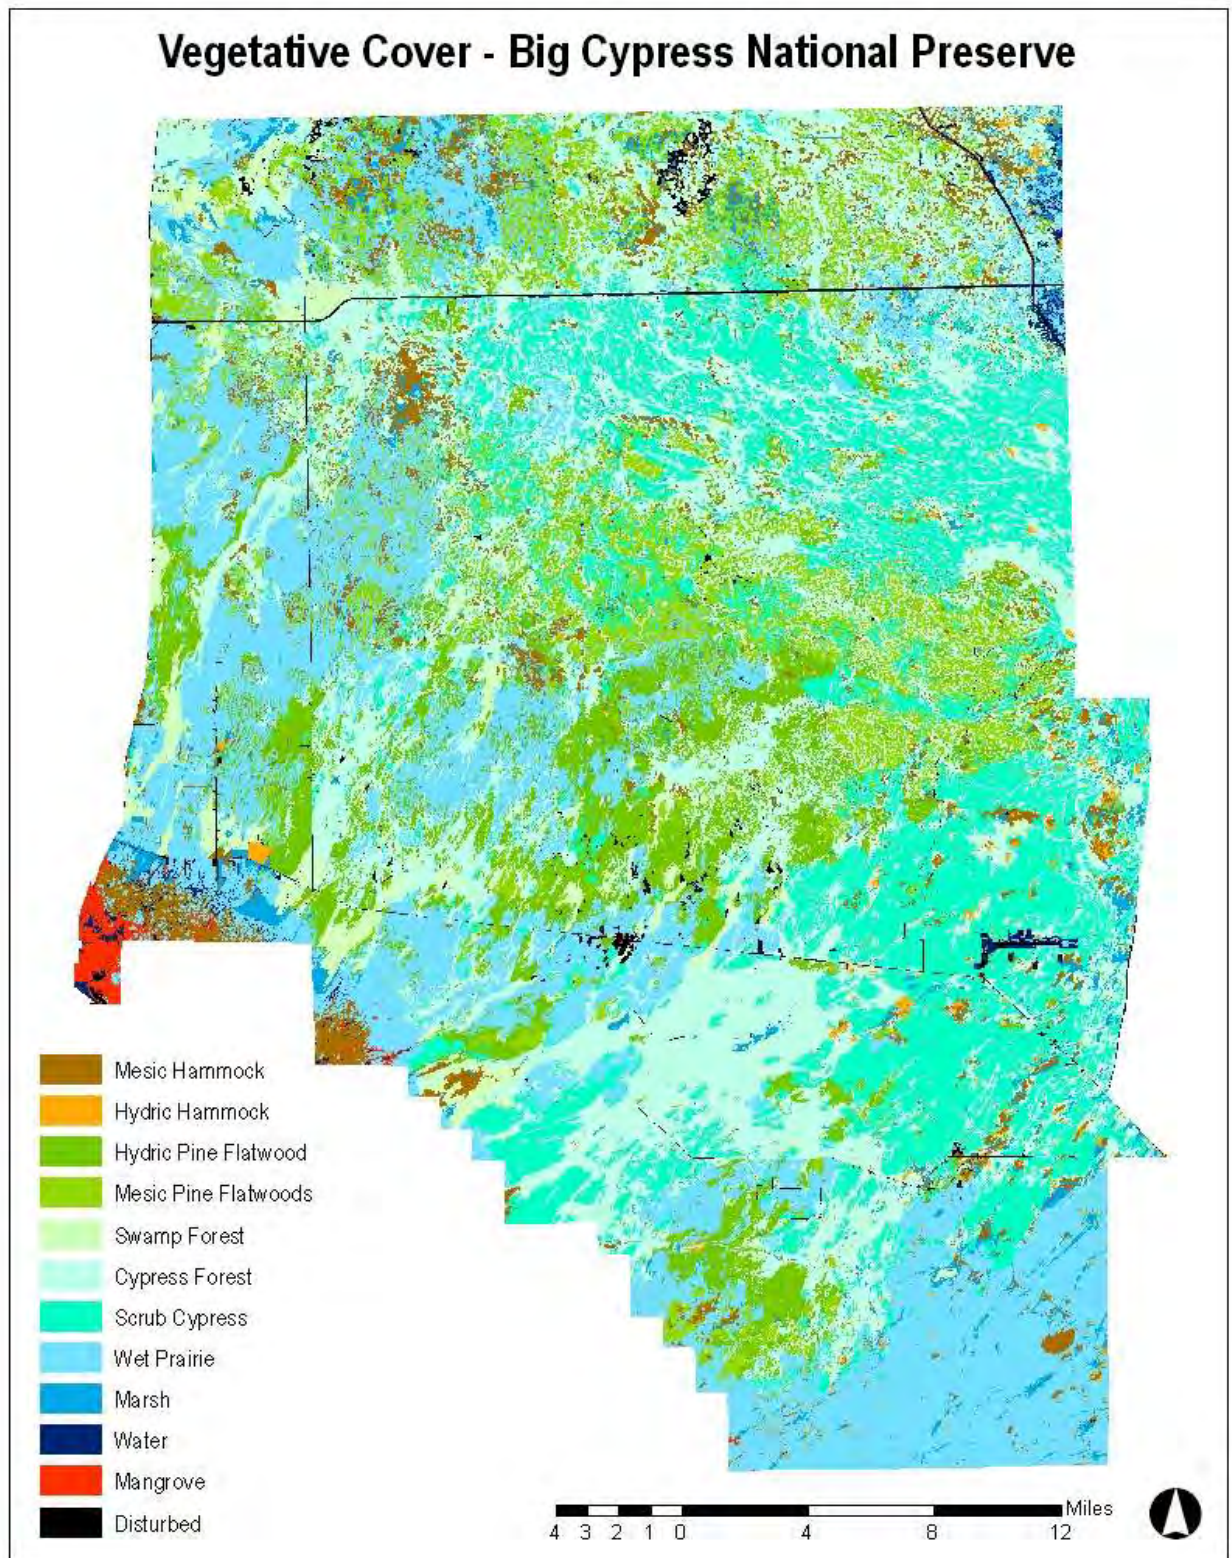 Vegetative Cover - Big Cypress National Preserve
Mesic Hammock
Hydric Hammock
Hydric Pine Flatwood
Mesic Pine Flatwoods
Swamp Forest
Cypress Forest
Scrub Cypress
Wet Prairie
Marsh
Water
Mangrove
Disturbed
Miles
4 3 2 1 0 4 8 12